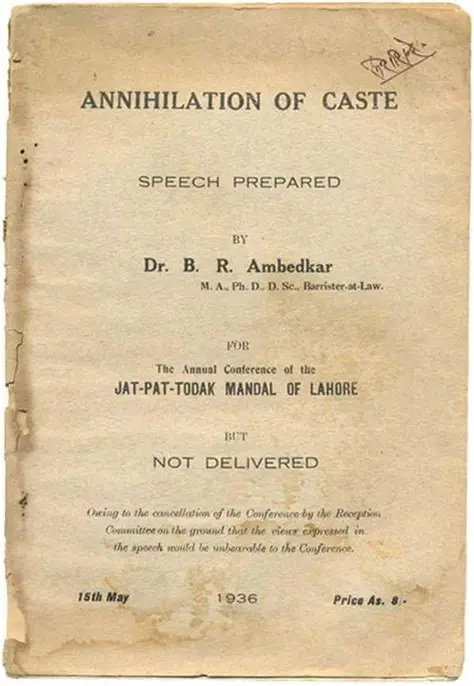 ANNIHILATION OF CASTE
SPEECH PREPARED
BY
Dr. B. R. Ambedkar
M. A., Ph. D., D. Sc., Barrister-at-Law.
FOR
The Annual Conference of the
JAT-PAT-TODAK MANDAL OF LAHORE
BUT
NOT DELIVERED
Owing to the cancellation of the Conference by the Reception
Committee on the ground that the views expressed in
the speech would be unbearable to the Conference.
15th May 1936 Price As. 8 -